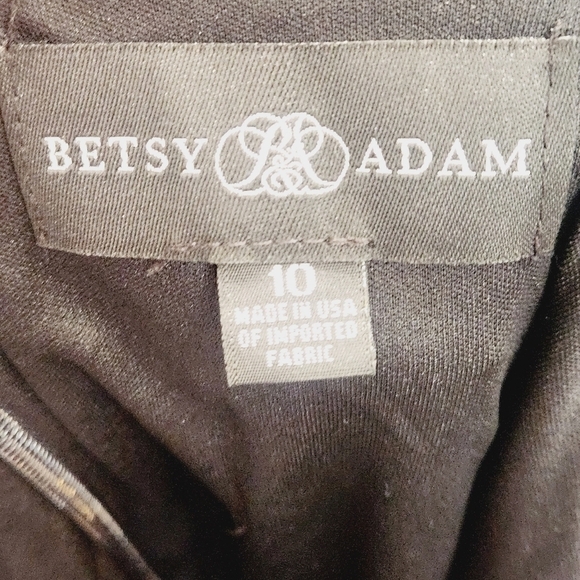 BETSY ADAM
10
MADE IN USA
OF IMPORTED
FABRIC